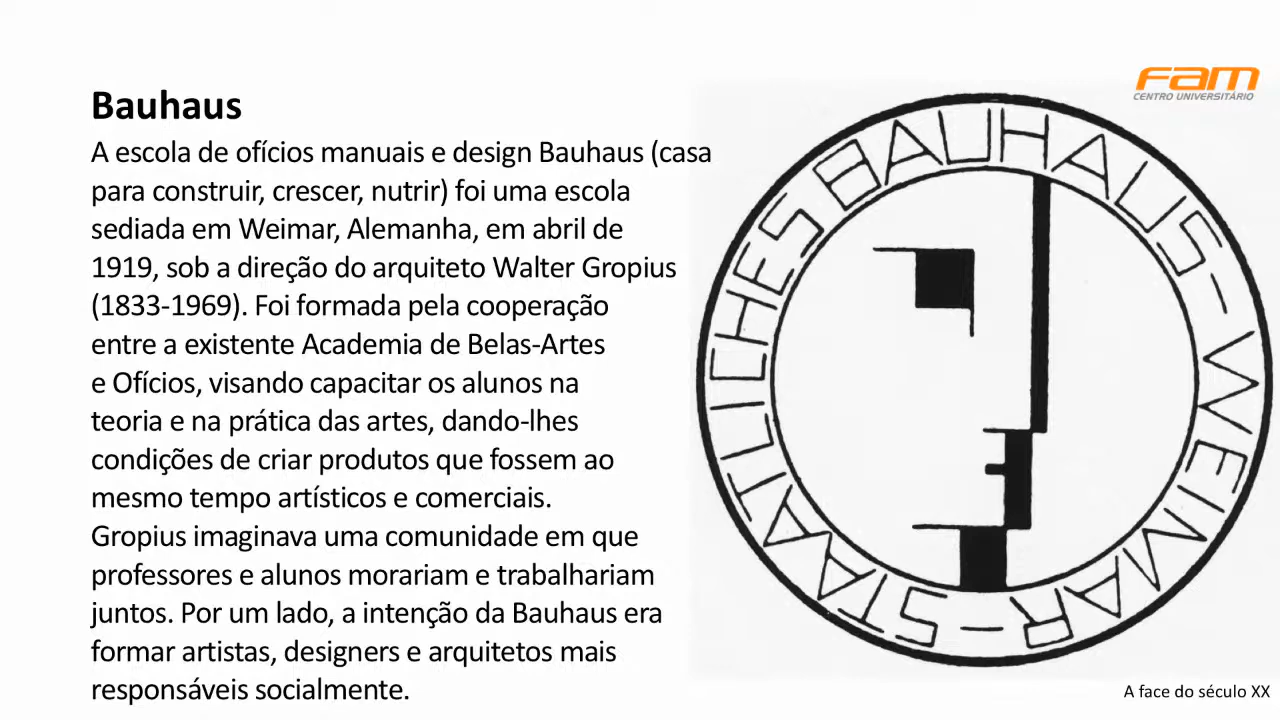 fam
CENTRO UNIVERSITÁRIO
Bauhaus
A escola de ofícios manuais e design Bauhaus (casa
para construir, crescer, nutrir) foi uma escola
sediada em Weimar, Alemanha, em abril de
1919, sob a direção do arquiteto Walter Gropius
(1833-1969). Foi formada pela cooperação
entre a existente Academia de Belas-Artes
e Ofícios, visando capacitar os alunos na
teoria e na prática das artes, dando-lhes
condições de criar produtos que fossem ao
mesmo tempo artísticos e comerciais.
Gropius imaginava uma comunidade em que
professores e alunos morariam e trabalhariam
juntos. Por um lado, a intenção da Bauhaus era
formar artistas, designers e arquitetos mais
responsáveis socialmente.
STAATLICHES BAUHAUS – WEIMAR –
A face do século XX